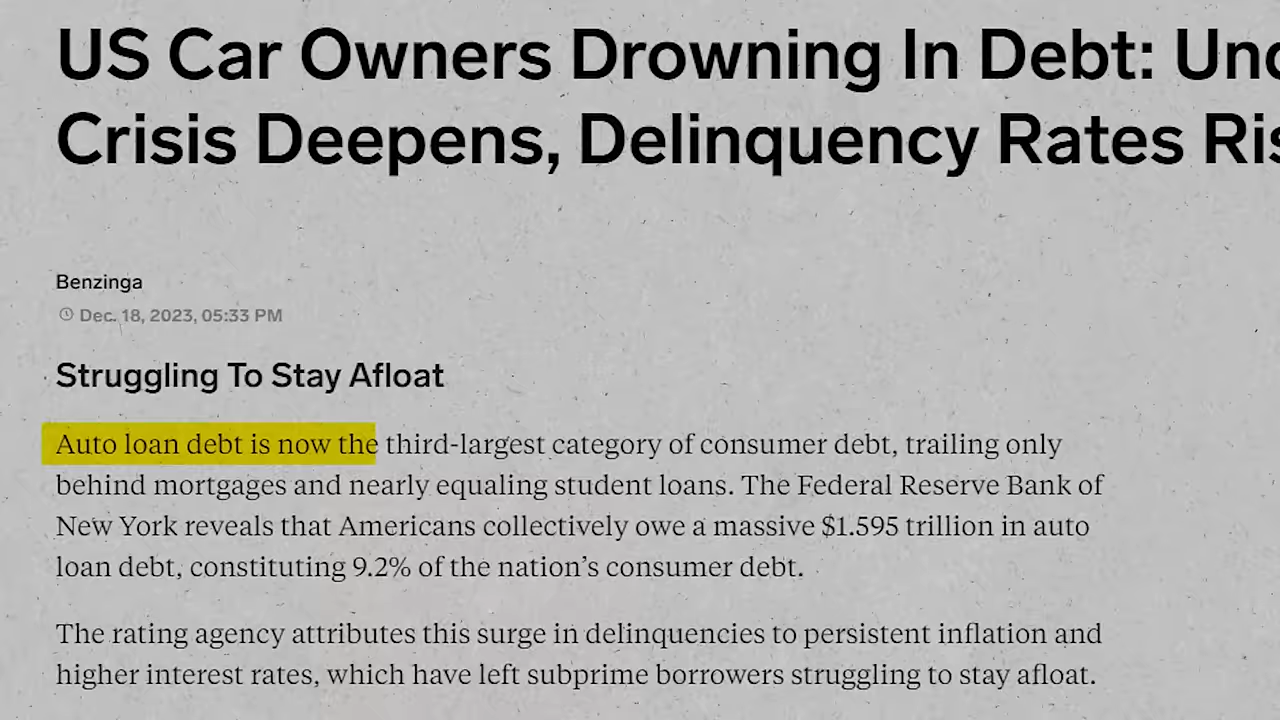 US Car Owners Drowning In Debt:
Crisis Deepens, Delinquency Rates
Benzinga
Dec. 18, 2023, 05:33 PM
Struggling To Stay Afloat
Auto loan debt is now the third-largest category of consumer debt, trailing only
behind mortgages and nearly equaling student loans. The Federal Reserve Bank of
New York reveals that Americans collectively owe a massive $1.595 trillion in auto
loan debt, constituting 9.2% of the nation's consumer debt.
The rating agency attributes this surge in delinquencies to persistent inflation and
higher interest rates, which have left subprime borrowers struggling to stay afloat.